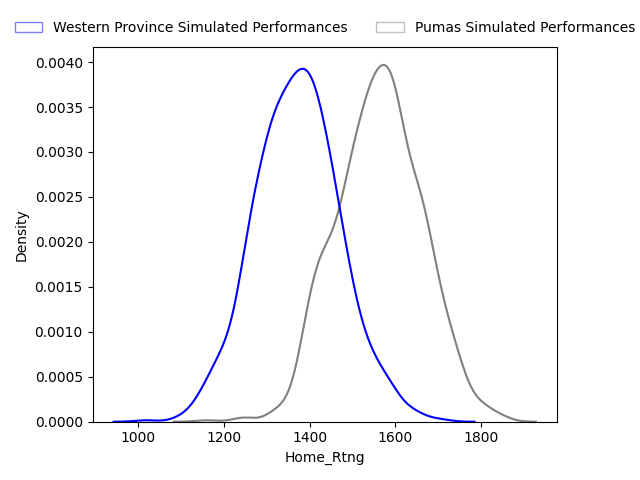 Western Province Simulated Performances
Pumas Simulated Performances
0.0040
0.0035
0.0030
0.0025
0.0020
0.0015
0.0010
0.0005
0.0000
Density
1000 1200 1400 1600 1800
Home_Rtng